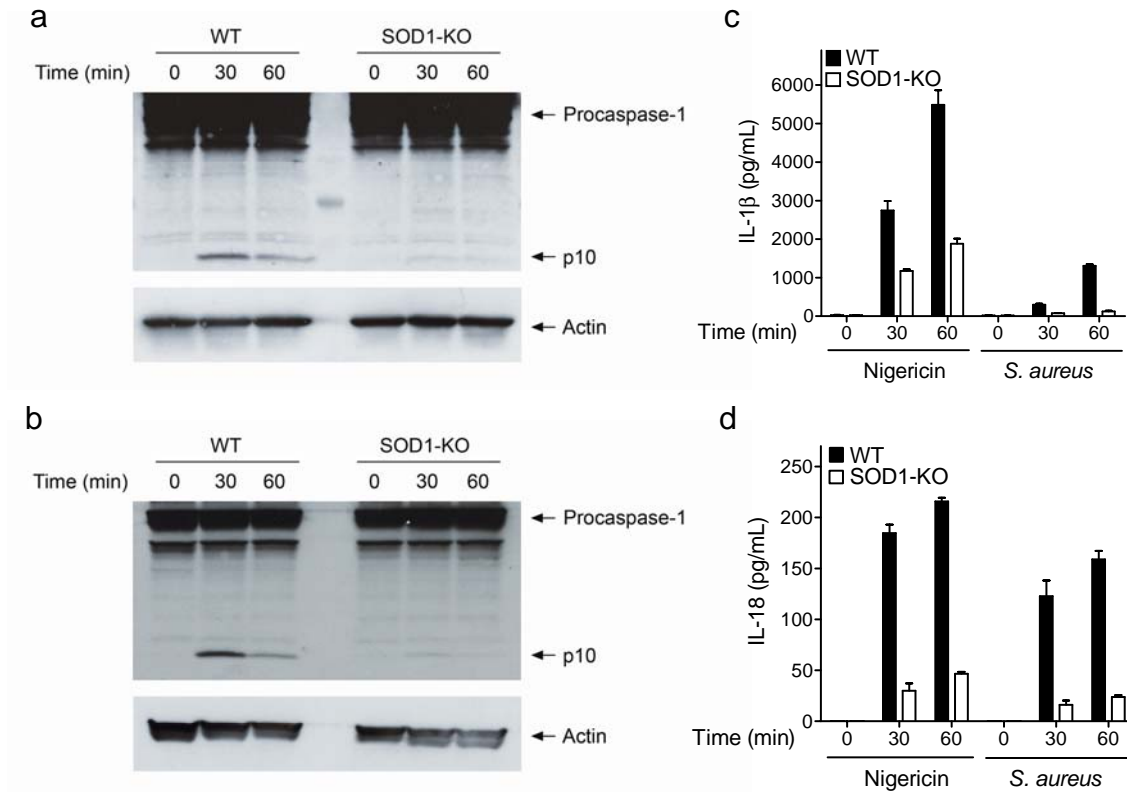 a
WT SOD1-KO
Time (min) 0 30 60 0 30 60
Procaspase-1
p10
Actin
b
WT SOD1-KO
Time (min) 0 30 60 0 30 60
Procaspase-1
p10
Actin
c
WT
SOD1-KO
6000
5000
4000
3000
2000
1000
0
IL-1β (pg/mL)
Time (min) 0 30 60 0 30 60
Nigericin S. aureus
d
WT
SOD1-KO
250
200
150
100
50
0
IL-18 (pg/mL)
Time (min) 0 30 60 0 30 60
Nigericin S. aureus